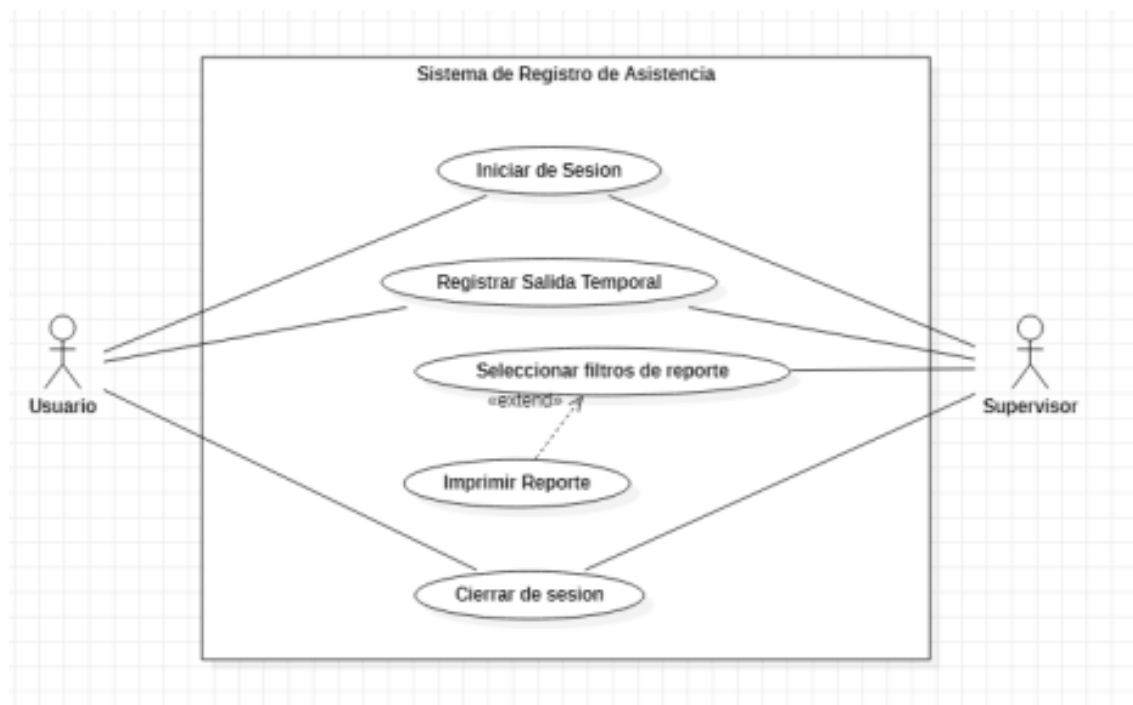 Sistema de Registro de Asistencia
Iniciar de Sesion
Registrar Salida Temporal
Seleccionar filtros de reporte
«extend»
Usuario
Supervisor
Imprimir Reporte
Cierrar de sesion